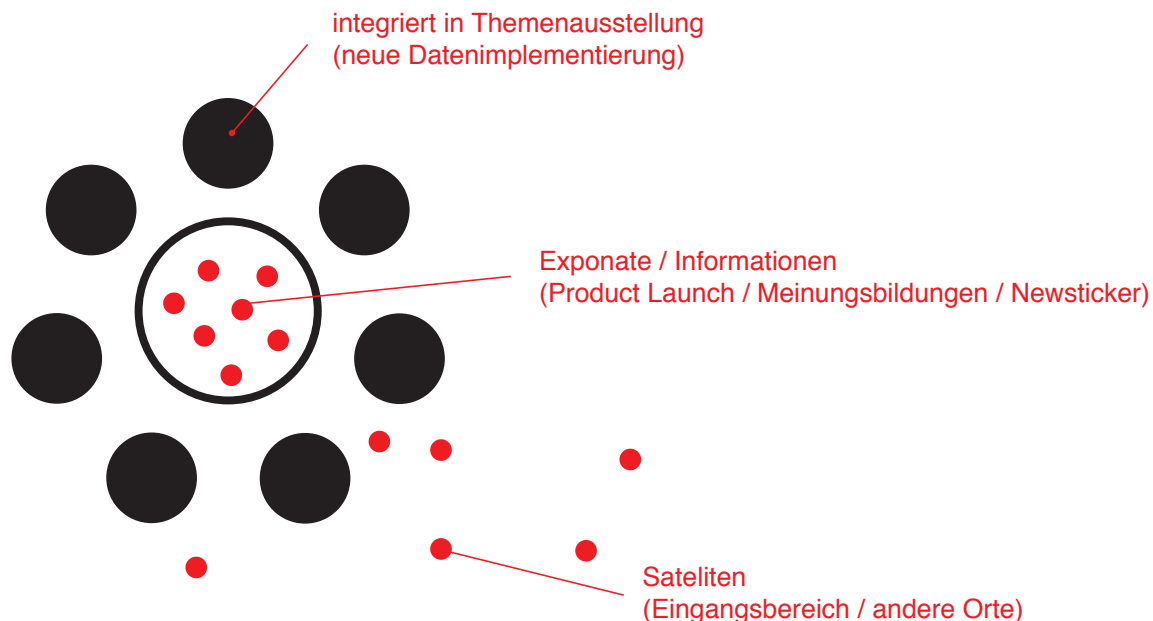 integriert in Themenausstellung
(neue Datenimplementierung)
Exponate / Informationen
(Product Launch / Meinungsbildungen / Newsticker)
Sateliten
(Eingangsbereich / andere Orte)